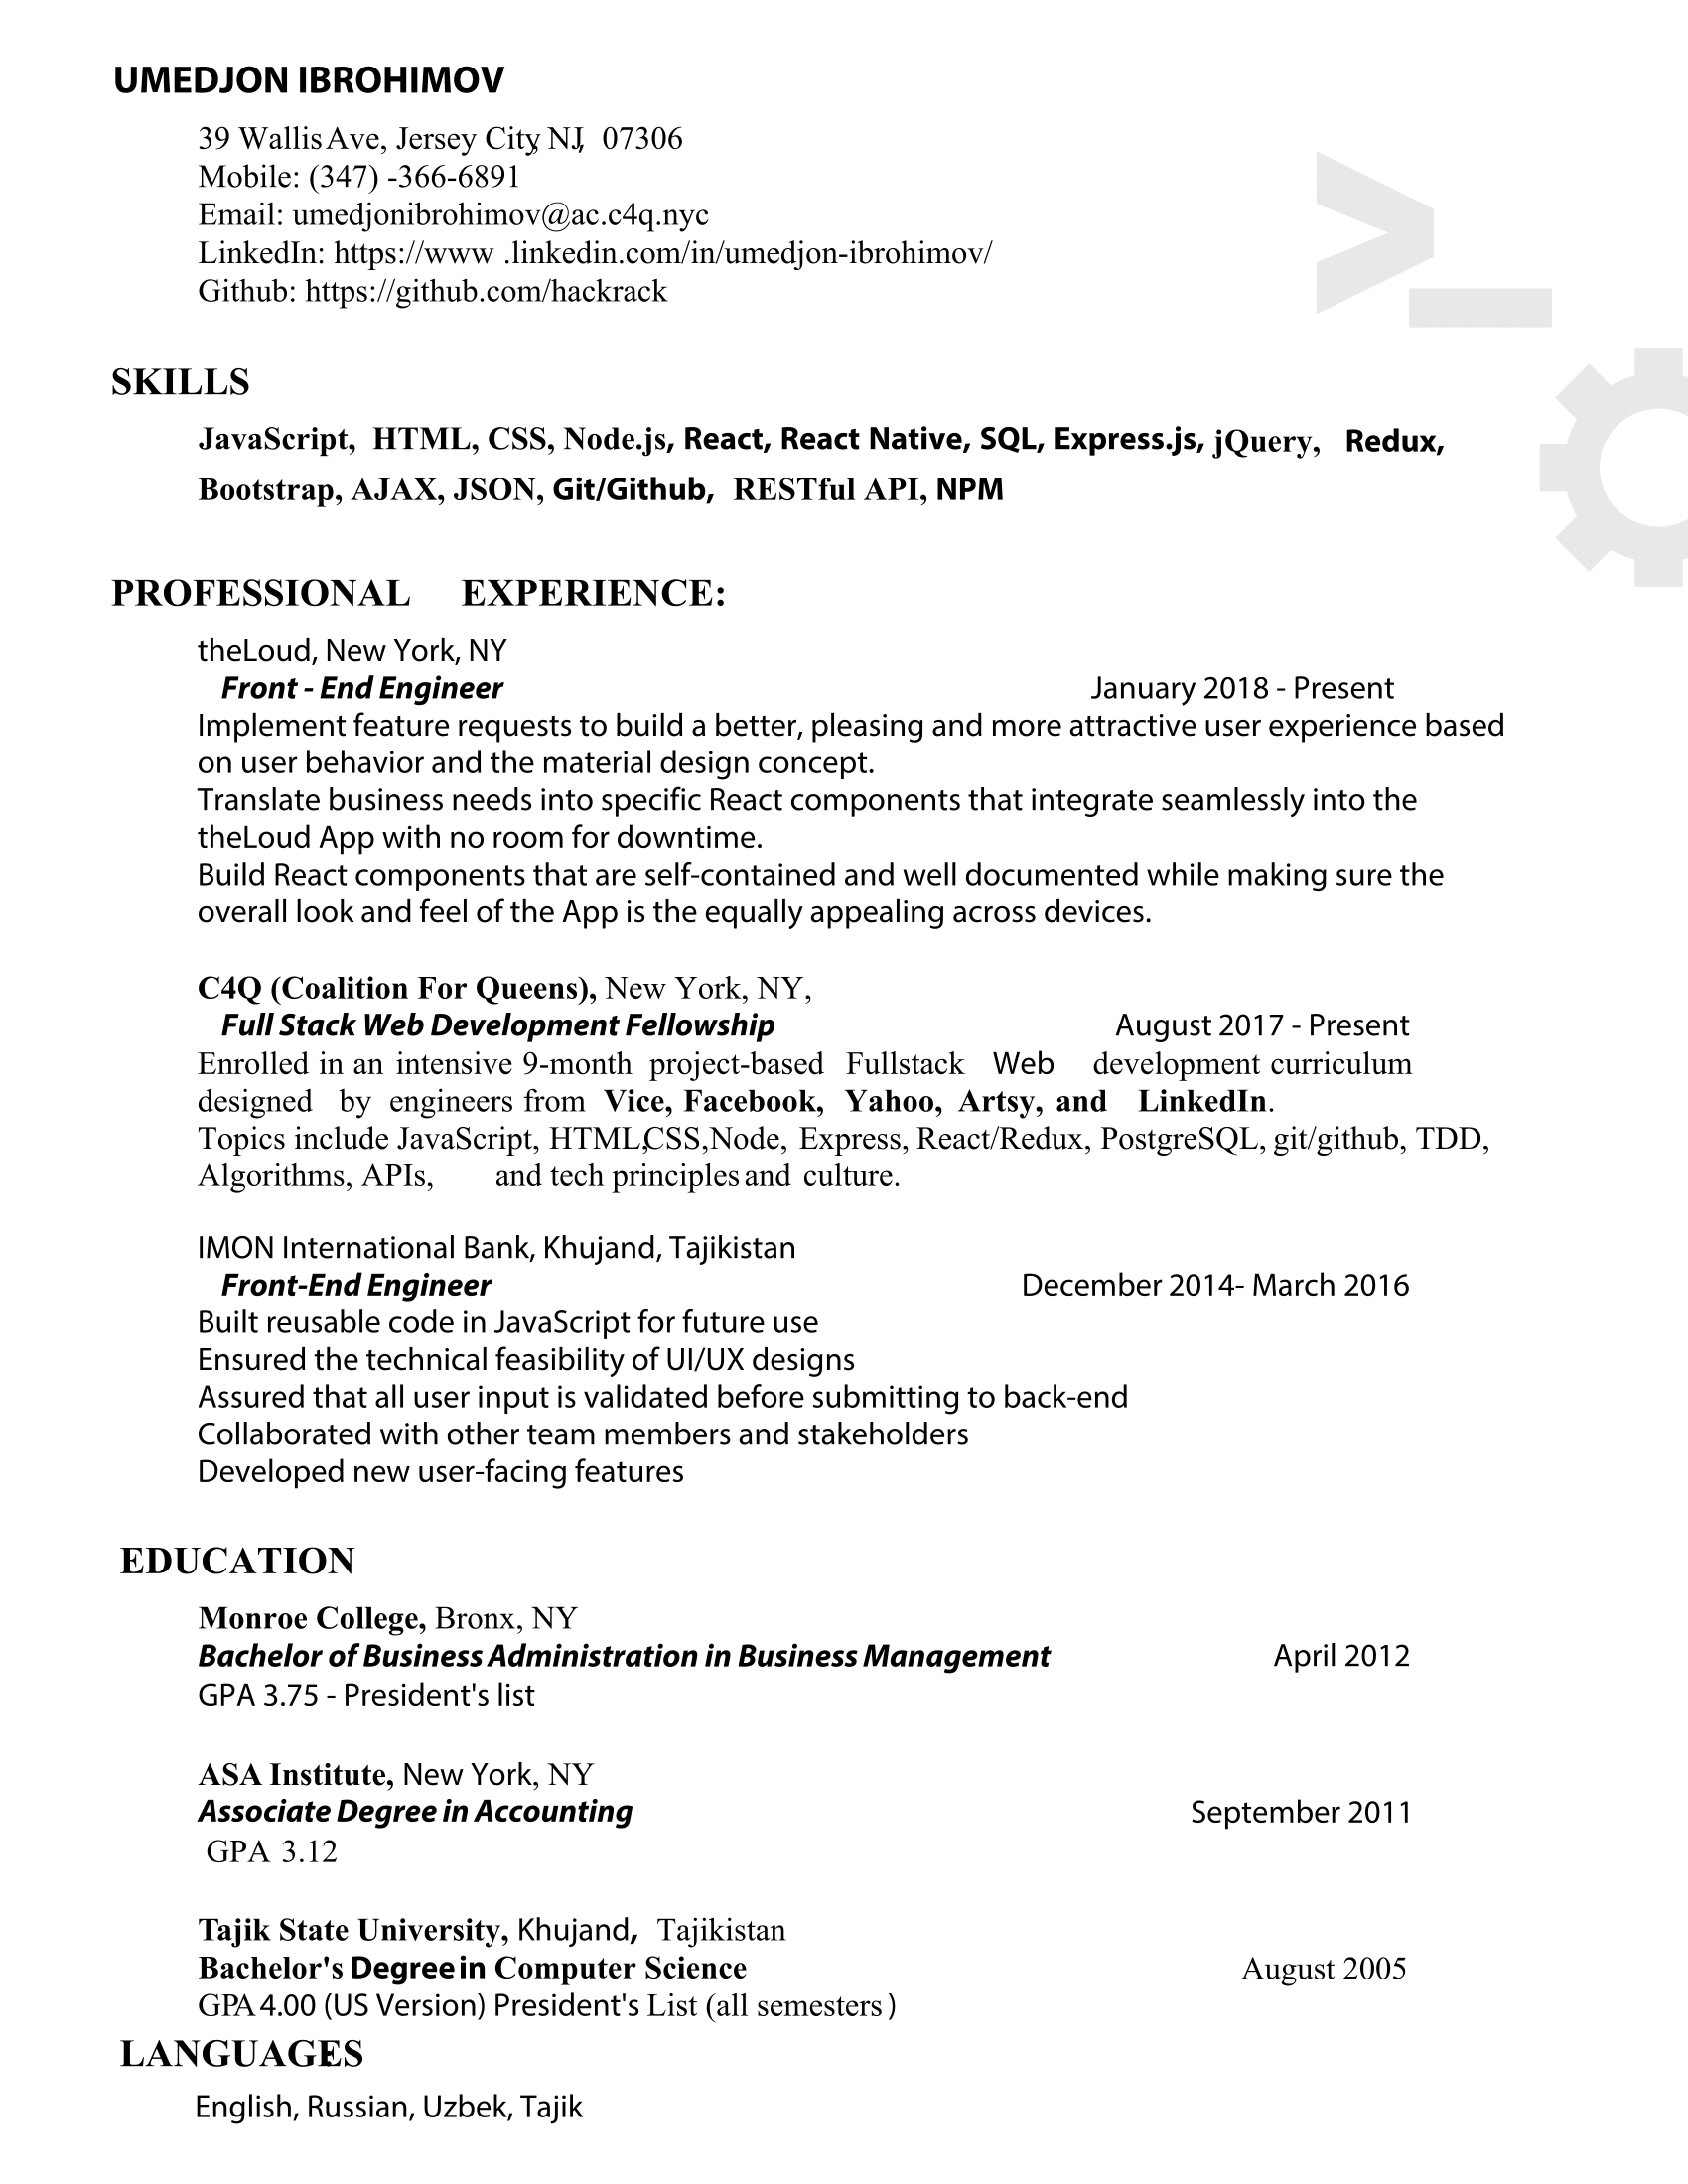 UMEDJON IBROHIMOV
39 Wallis Ave, Jersey City, NJ, 07306
Mobile: (347) -366-6891
Email: umedjonibrohimov@ac.c4q.nyc
LinkedIn: https://www .linkedin.com/in/umedjon-ibrohimov/
Github: https://github.com/hackrack
SKILLS
JavaScript, HTML, CSS, Node.js, React, React Native, SQL, Express.js, jQuery, Redux,
Bootstrap, AJAX, JSON, Git/Github, RESTful API, NPM
PROFESSIONAL EXPERIENCE:
theLoud, New York, NY
Front - End Engineer January 2018 - Present
Implement feature requests to build a better, pleasing and more attractive user experience based
on user behavior and the material design concept.
Translate business needs into specific React components that integrate seamlessly into the
theLoud App with no room for downtime.
Build React components that are self-contained and well documented while making sure the
overall look and feel of the App is the equally appealing across devices.
C4Q (Coalition For Queens), New York, NY,
Full Stack Web Development Fellowship August 2017 - Present
Enrolled in an intensive 9-month project-based Fullstack Web development curriculum
designed by engineers from Vice, Facebook, Yahoo, Artsy, and LinkedIn.
Topics include JavaScript, HTML,CSS,Node, Express, React/Redux, PostgreSQL, git/github, TDD,
Algorithms, APIs, and tech principles and culture.
IMON International Bank, Khujand, Tajikistan
Front-End Engineer December 2014- March 2016
Built reusable code in JavaScript for future use
Ensured the technical feasibility of UI/UX designs
Assured that all user input is validated before submitting to back-end
Collaborated with other team members and stakeholders
Developed new user-facing features
EDUCATION
Monroe College, Bronx, NY
Bachelor of Business Administration in Business Management April 2012
GPA 3.75 - President's list
ASA Institute, New York, NY
Associate Degree in Accounting September 2011
GPA 3.12
Tajik State University, Khujand, Tajikistan
Bachelor's Degree in Computer Science August 2005
GPA 4.00 (US Version) President's List (all semesters )
LANGUAGES
English, Russian, Uzbek, Tajik